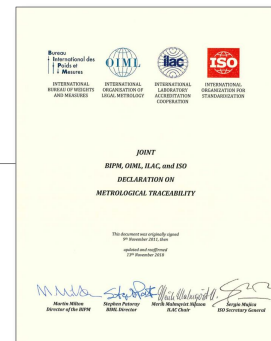 Bureau
International des
Poids et
Mesures
OIML
ilac
ISO
INTERNATIONAL
BUREAU OF WEIGHTS
AND MEASURES
INTERNATIONAL
ORGANISATION OF
LEGAL METROLOGY
INTERNATIONAL
LABORATORY
ACCREDITATION
COOPERATION
INTERNATIONAL
ORGANIZATION FOR
STANDARDIZATION
JOINT
BIPM, OIML, ILAC, and ISO
DECLARATION ON
METROLOGICAL TRACEABILITY
This document was originally signed
9th November 2011, then
updated and reaffirmed
13th November 2018
Martin Milton
Director of the BIPM
Stephen Patoray
BIML Director
Merih Malmqvist Nilsson
ILAC Chair
Sergio Mujica
ISO Secretary General